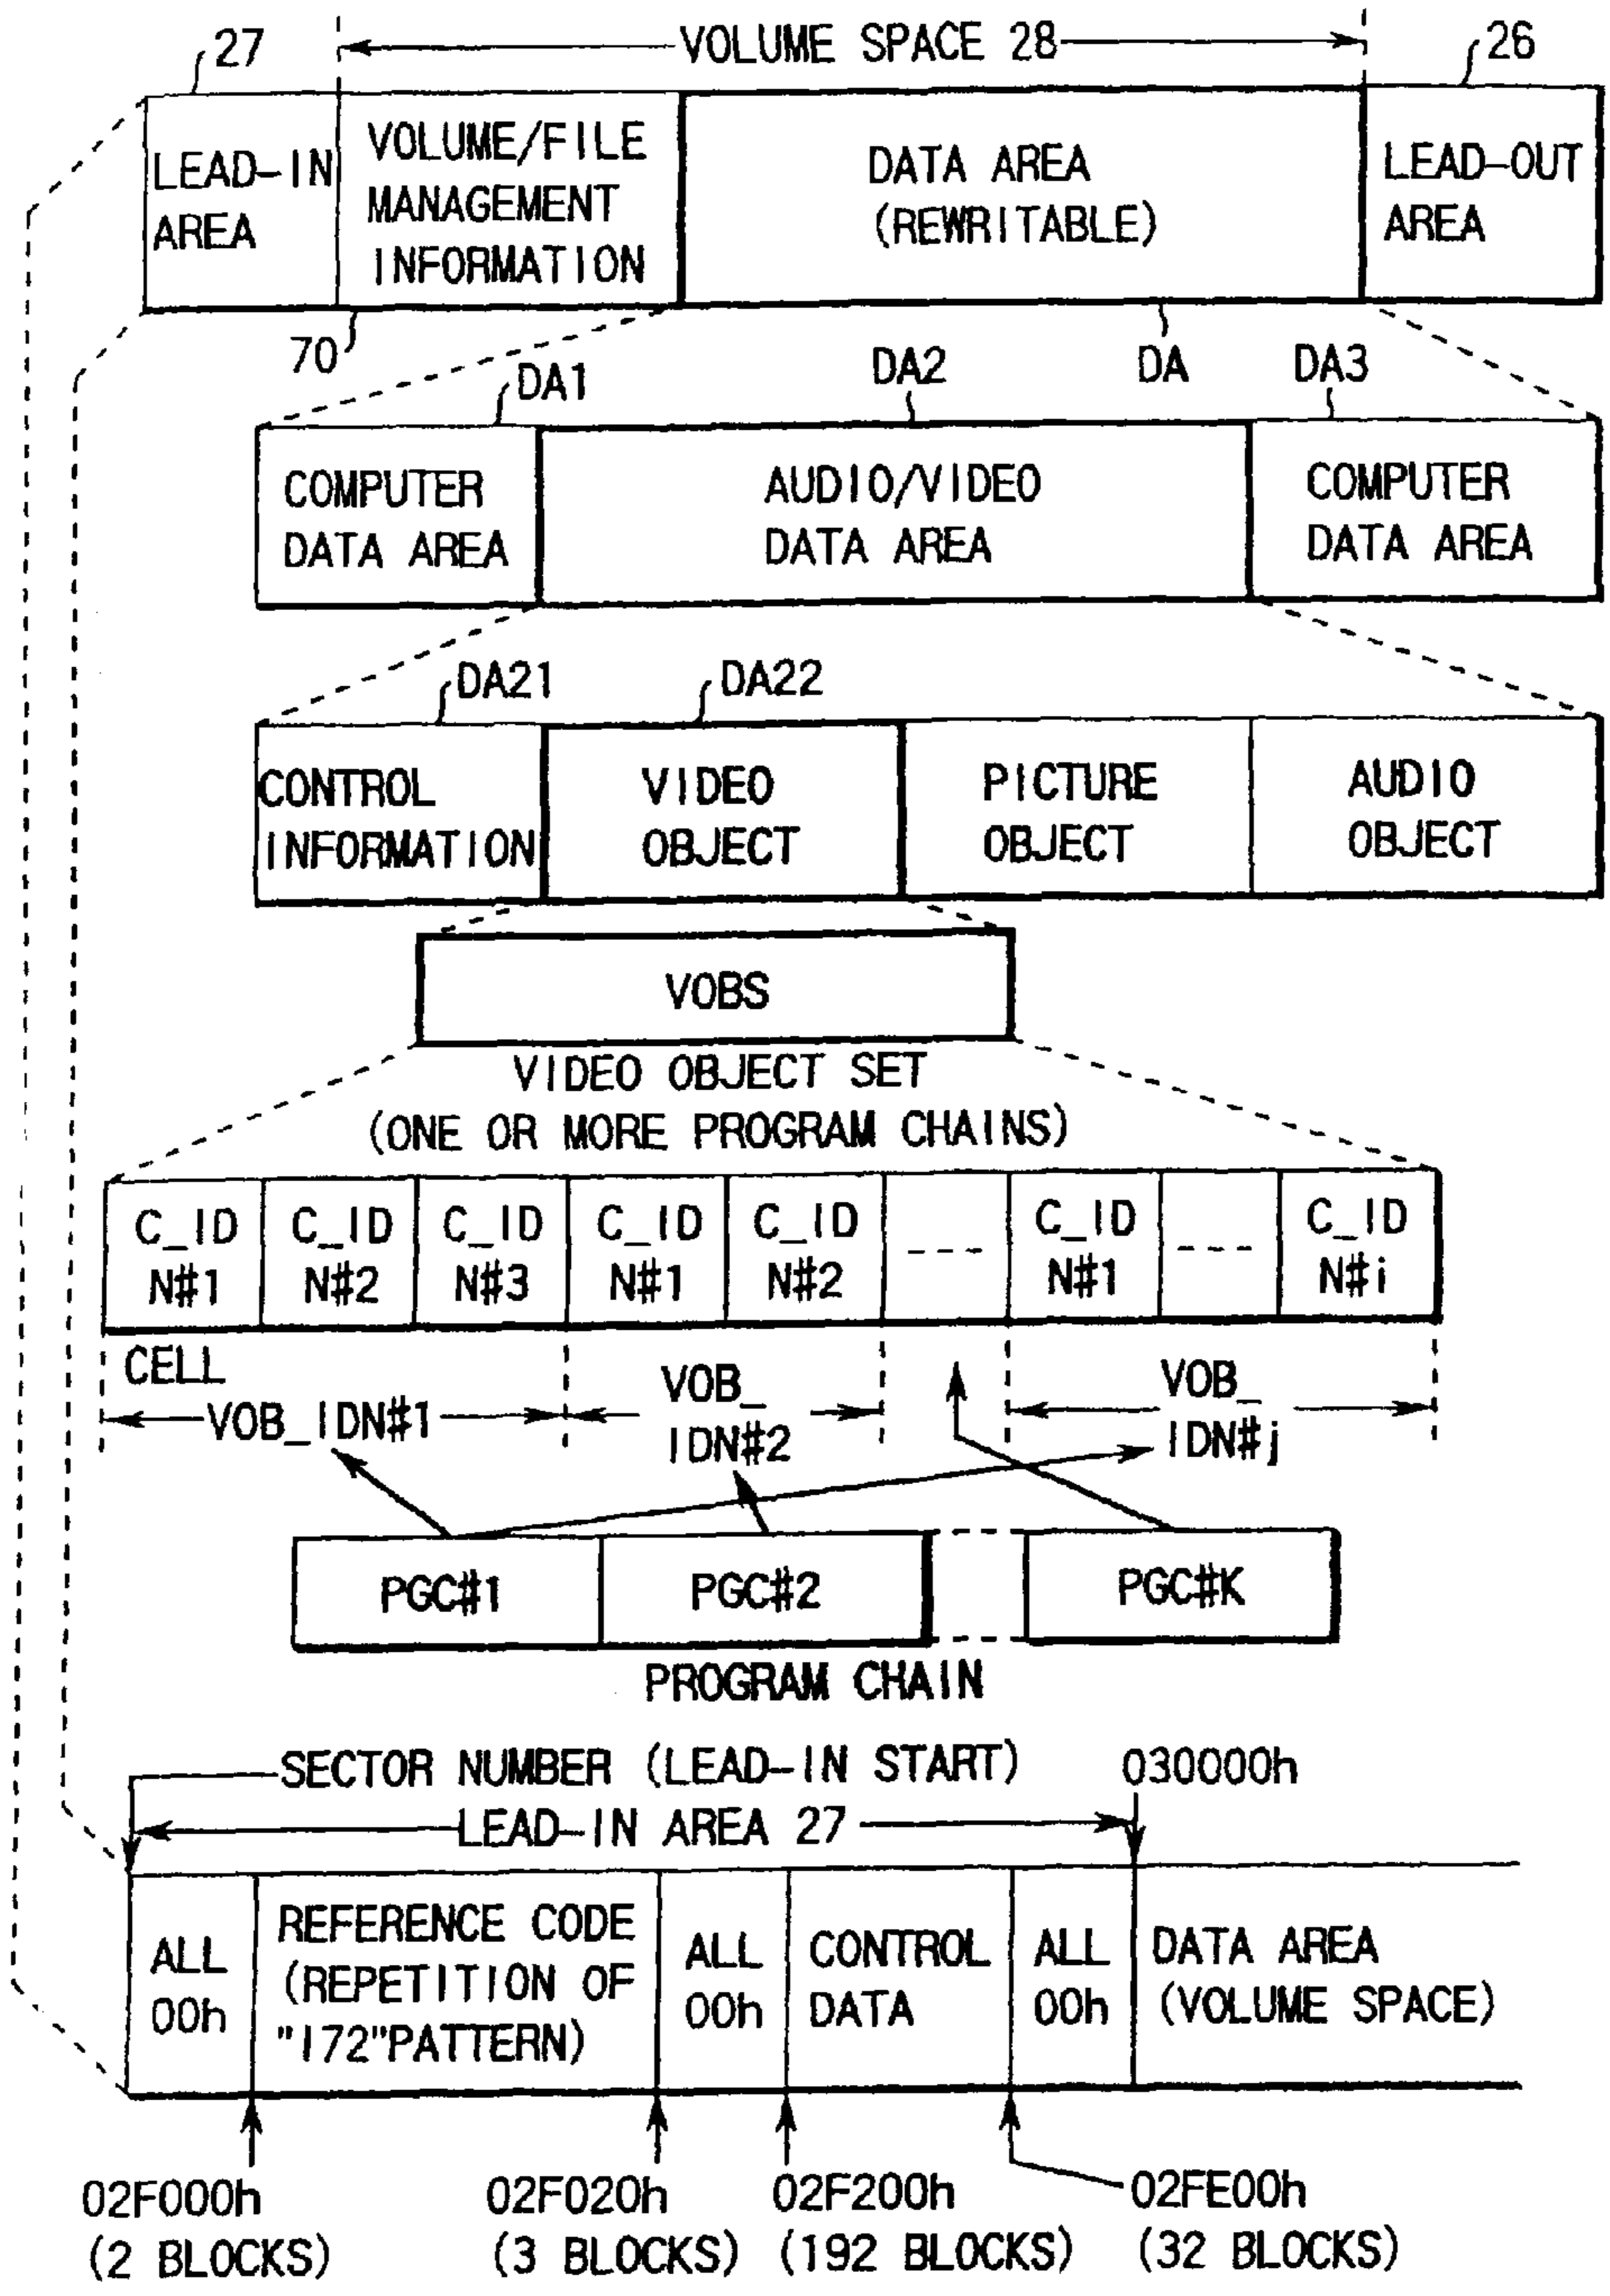 27
VOLUME SPACE 28
26
LEAD-IN
AREA
VOLUME/FILE
MANAGEMENT
INFORMATION
DATA AREA
(REWRITABLE)
LEAD-OUT
AREA
70
DA1
DA2
DA
DA3
COMPUTER
DATA AREA
AUDIO/VIDEO
DATA AREA
COMPUTER
DATA AREA
DA21
DA22
CONTROL
INFORMATION
VIDEO
OBJECT
PICTURE
OBJECT
AUDIO
OBJECT
VOBS
VIDEO OBJECT SET
(ONE OR MORE PROGRAM CHAINS)
C_ID
N#1
C_ID
N#2
C_ID
N#3
C_ID
N#1
C_ID
N#2
----
C_ID
N#1
----
C_ID
N#i
CELL
VOB_IDN#1
VOB_
IDN#2
VOB_
IDN#j
PGC#1
PGC#2
PGC#K
PROGRAM CHAIN
SECTOR NUMBER (LEAD-IN START)
030000h
LEAD-IN AREA 27
ALL
00h
REFERENCE CODE
(REPETITION OF
"172"PATTERN)
ALL
00h
CONTROL
DATA
ALL
00h
DATA AREA
(VOLUME SPACE)
02F000h
(2 BLOCKS)
02F020h
(3 BLOCKS)
02F200h
(192 BLOCKS)
02FE00h
(32 BLOCKS)